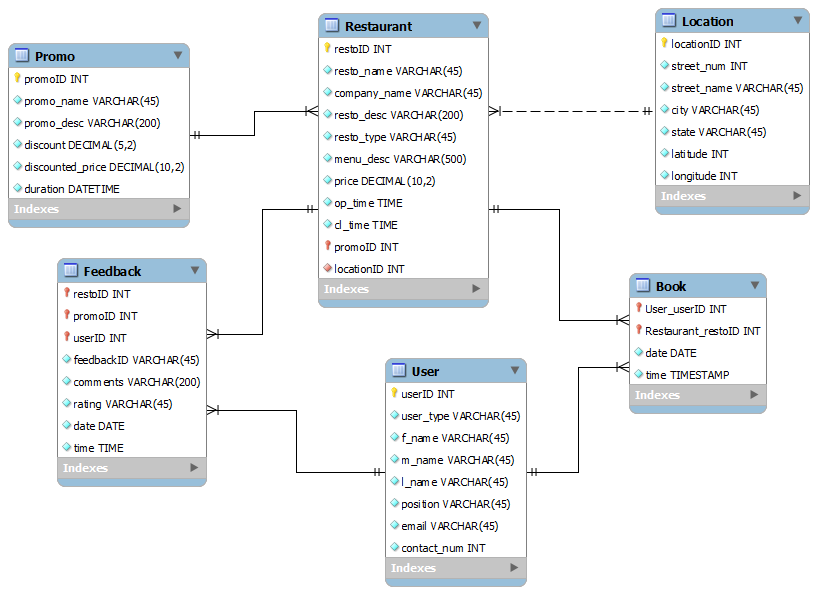 Promo
promoID INT
promo_name VARCHAR(45)
promo_desc VARCHAR(200)
discount DECIMAL(5,2)
discounted_price DECIMAL(10,2)
duration DATETIME
Indexes
Restaurant
restoID INT
resto_name VARCHAR(45)
company_name VARCHAR(45)
resto_desc VARCHAR(200)
resto_type VARCHAR(45)
menu_desc VARCHAR(500)
price DECIMAL(10,2)
op_time TIME
cl_time TIME
promoID INT
locationID INT
Indexes
Location
locationID INT
street_num INT
street_name VARCHAR(45)
city VARCHAR(45)
state VARCHAR(45)
latitude INT
longitude INT
Indexes
Feedback
restoID INT
promoID INT
userID INT
feedbackID VARCHAR(45)
comments VARCHAR(200)
rating VARCHAR(45)
date DATE
time TIME
Indexes
User
userID INT
user_type VARCHAR(45)
f_name VARCHAR(45)
m_name VARCHAR(45)
l_name VARCHAR(45)
position VARCHAR(45)
email VARCHAR(45)
contact_num INT
Indexes
Book
User_userID INT
Restaurant_restoID INT
date DATE
time TIMESTAMP
Indexes